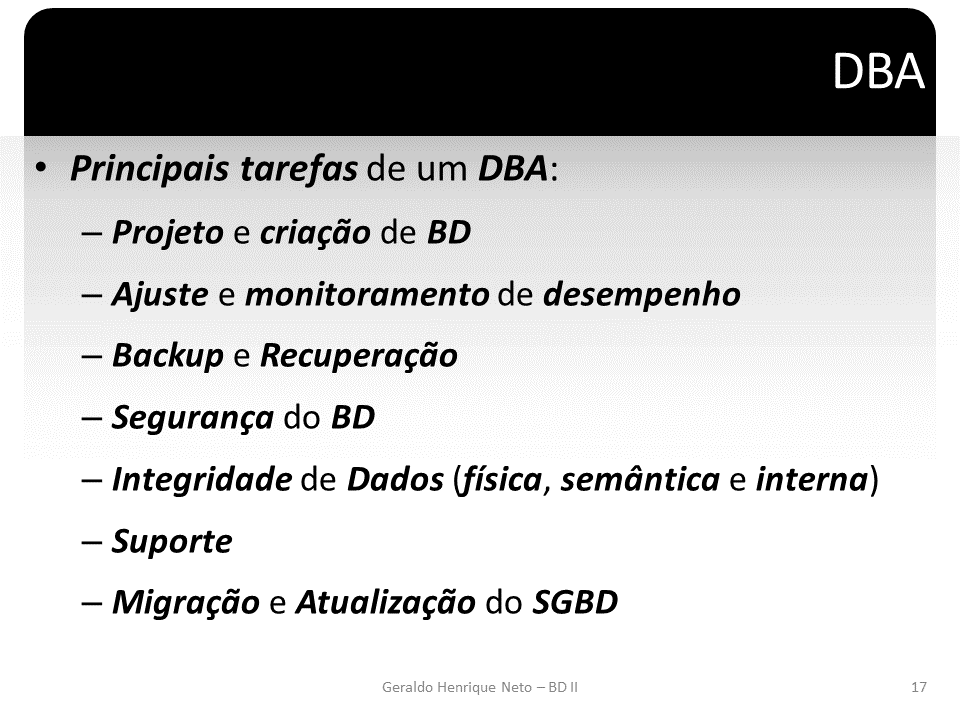 DBA
• Principais tarefas de um DBA:
– Projeto e criação de BD
– Ajuste e monitoramento de desempenho
– Backup e Recuperação
– Segurança do BD
– Integridade de Dados (física, semântica e interna)
– Suporte
– Migração e Atualização do SGBD
Geraldo Henrique Neto – BD II
17